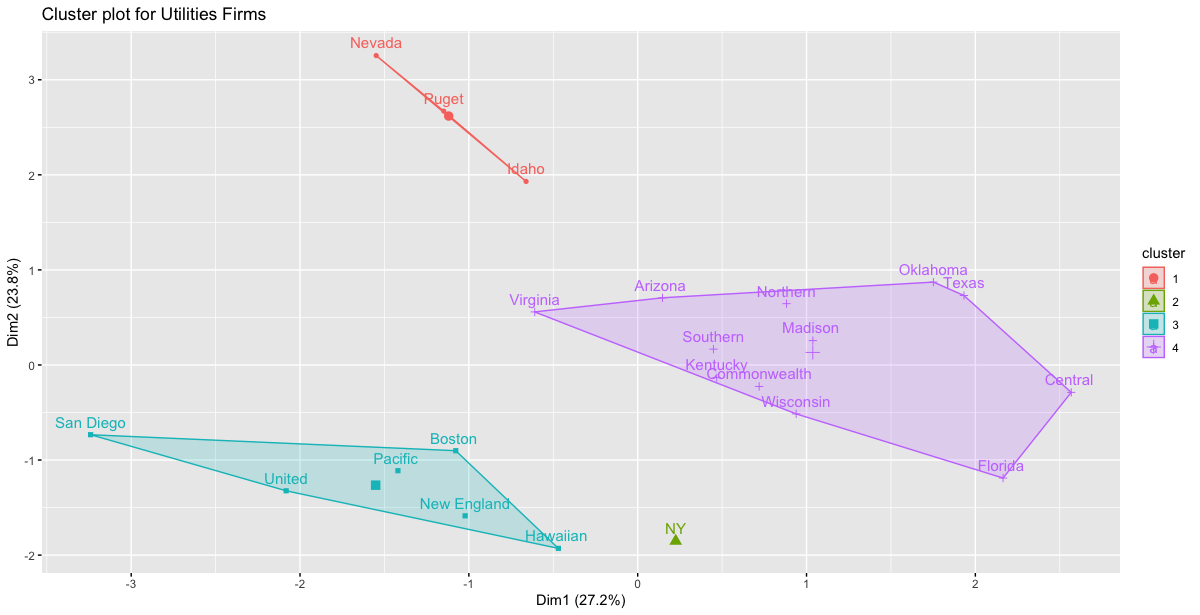 Cluster plot for Utilities Firms
Nevada
Puget
Idaho
Oklahoma
Texas
Arizona
Northern
Virginia
Madison
Southern
Kentucky
Commonwealth
Central
Wisconsin
San Diego
Boston
Pacific
Florida
United
New England
NY
Hawaiian
3
2
1
0
-1
-2
Dim2 (23.8%)
-3
-2
-1
0
1
2
Dim1 (27.2%)
cluster
1
2
3
4